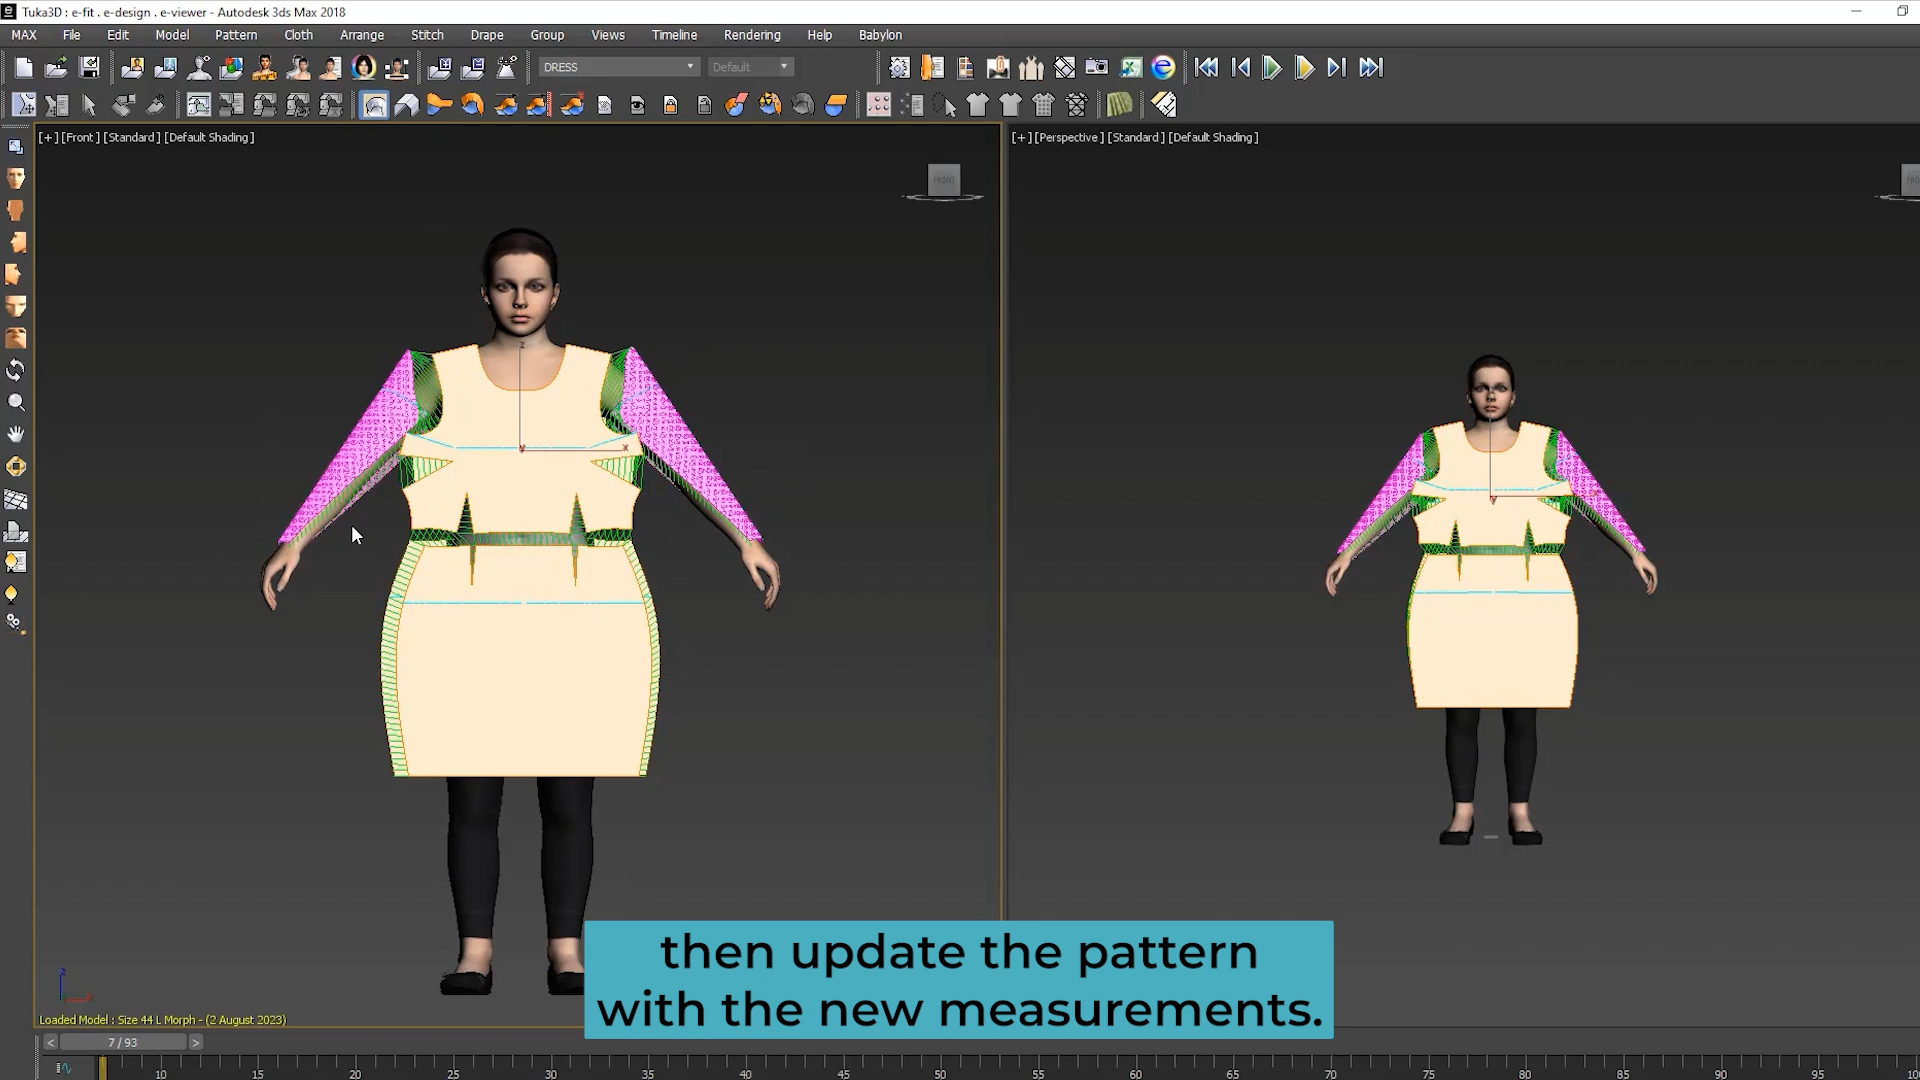 Tuka3D : e-fit . e-design . e-viewer - Autodesk 3ds Max 2018
MAX File Edit Model Pattern Cloth Arrange Stitch Drape Group Views Timeline Rendering Help Babylon
DRESS Default
[+] [Front] [Standard] [Default Shading]
[+] [Perspective] [Standard] [Default Shading]
FRONT
z
x
z
then update the pattern
with the new measurements.
Loaded Model : Size 44 L Morph - (2 August 2023)
< 7 / 93 >
10 15 20 25 30 35 40 45 50 55 60 65 70 75 80 85 90 95